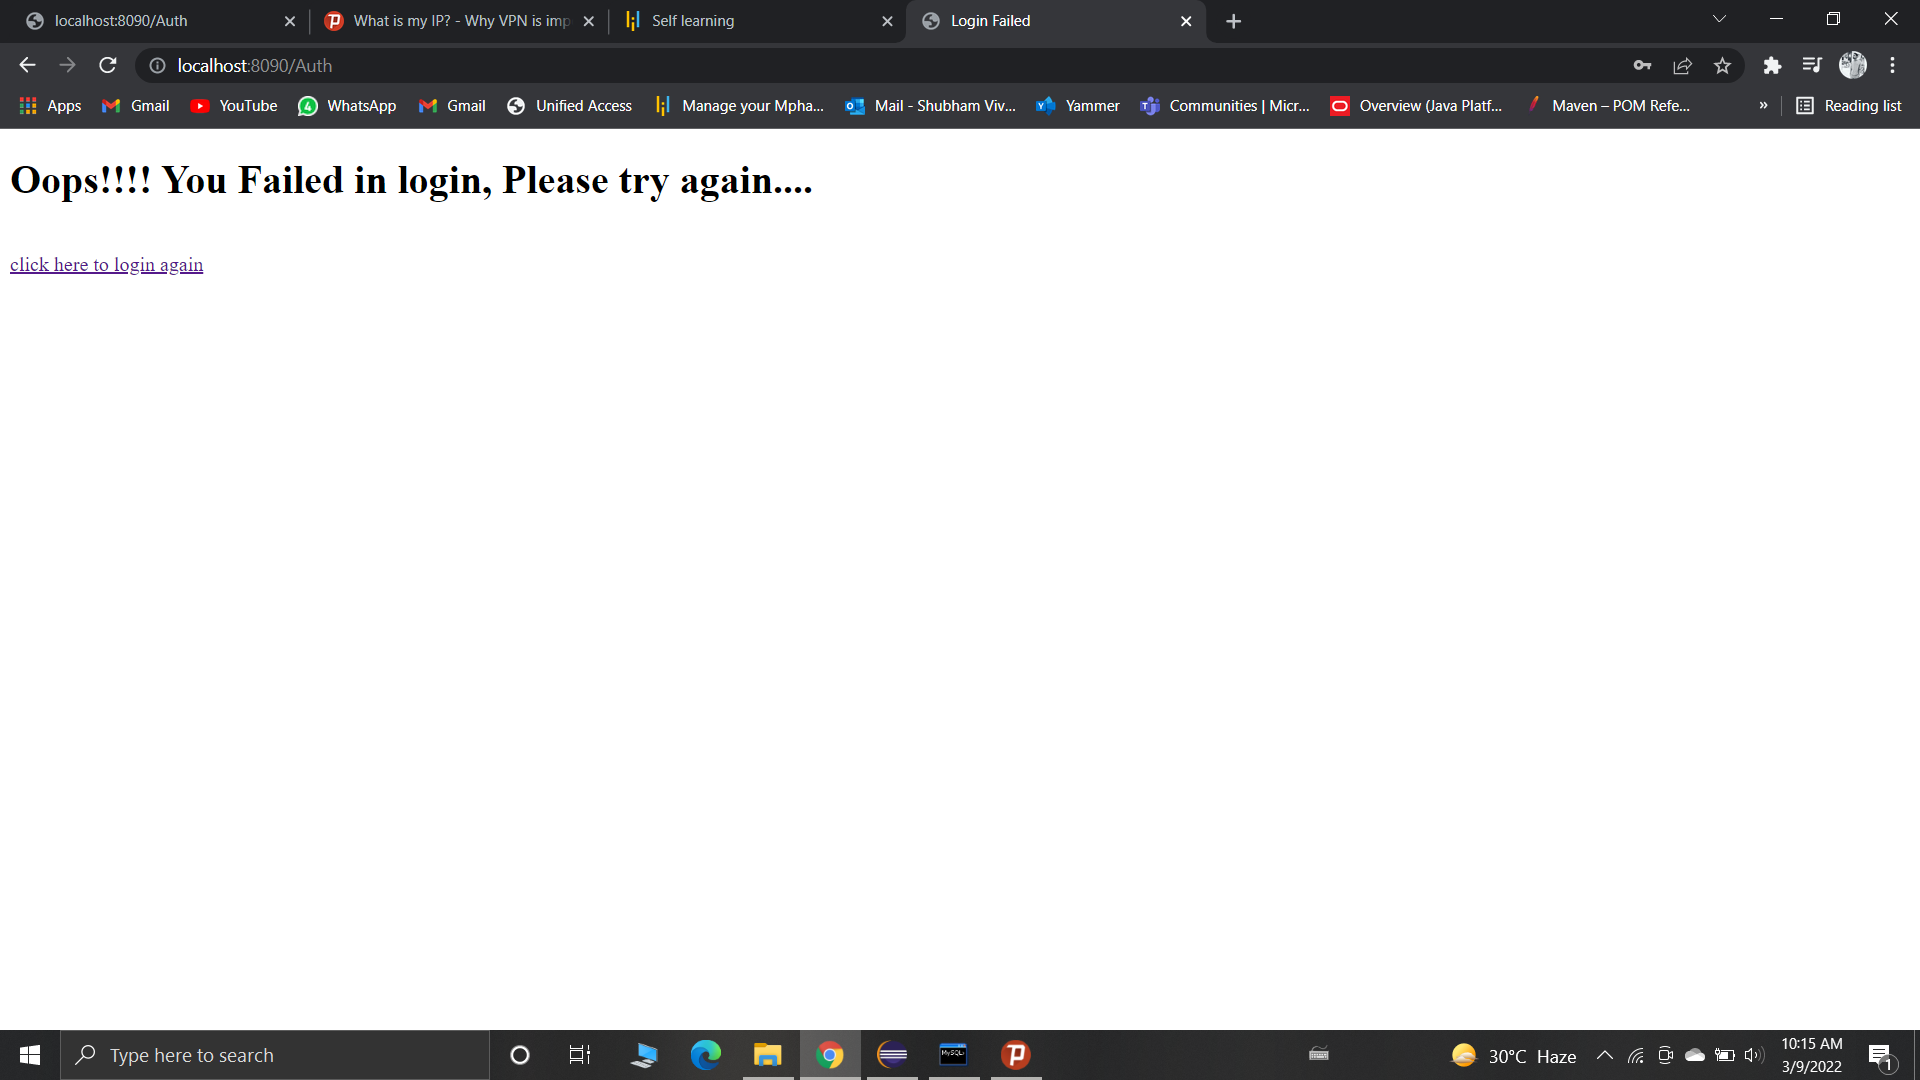 localhost:8090/Auth
What is my IP? - Why VPN is imp
Self learning
Login Failed
localhost:8090/Auth
Apps
Gmail
YouTube
4
WhatsApp
Gmail
Unified Access
Manage your Mpha...
Mail - Shubham Viv...
Yammer
Communities | Micr...
Overview (Java Platf...
Maven – POM Refe...
»
Reading list
Oops!!!! You Failed in login, Please try again....
click here to login again
Type here to search
MySQL
30°C Haze
10:15 AM
3/9/2022
1